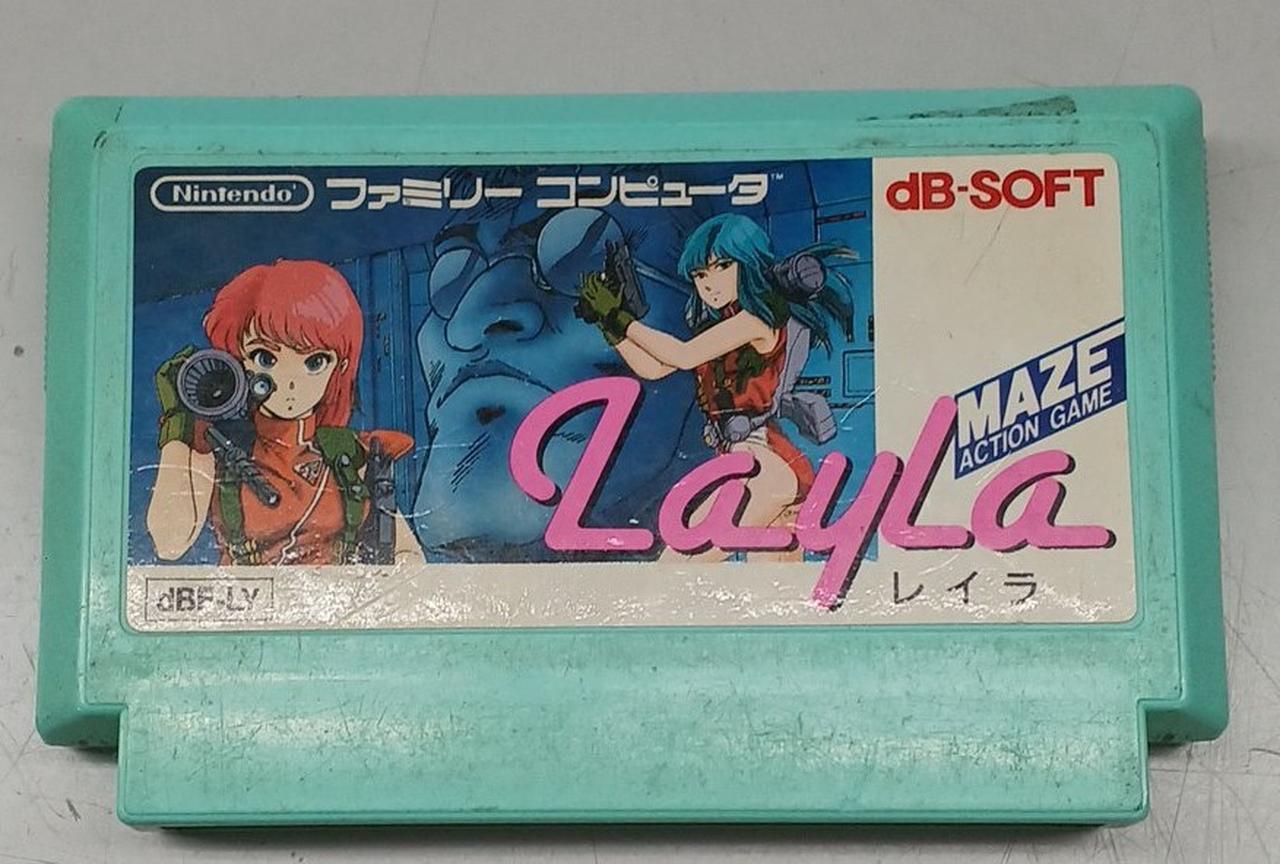 Nintendo ファミリー コンピュータ™
dB-SOFT
MAZE
ACTION GAME
Layla
レイラ
dBF-LY